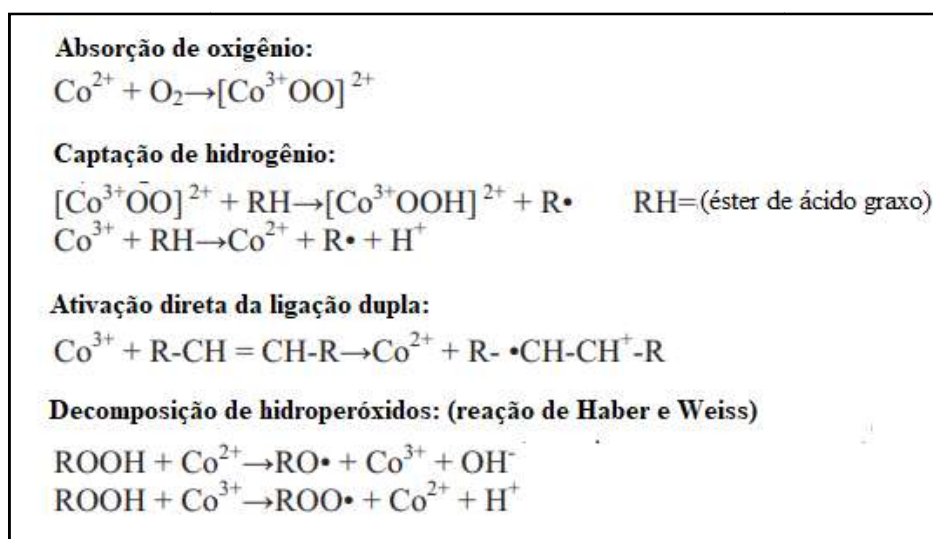 Absorção de oxigênio:
Co²⁺ + O₂→[Co³⁺OO] ²⁺
Captação de hidrogênio:
[Co³⁺OO] ²⁺ + RH→[Co³⁺OOH] ²⁺ + R• RH=(éster de ácido graxo)
Co³⁺ + RH→Co²⁺ + R• + H⁺
Ativação direta da ligação dupla:
Co³⁺ + R-CH = CH-R→Co²⁺ + R- •CH-CH⁺-R
Decomposição de hidroperóxidos: (reação de Haber e Weiss)
ROOH + Co²⁺→RO• + Co³⁺ + OH⁻
ROOH + Co³⁺→ROO• + Co²⁺ + H⁺